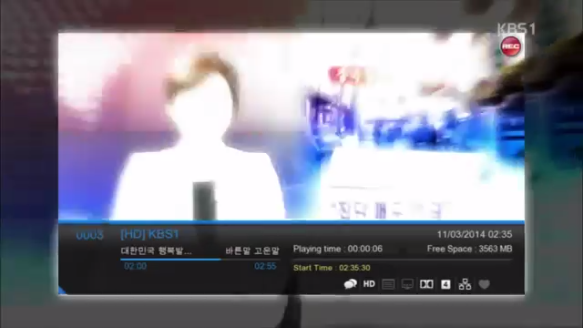 KBS1
REC
0003 [HD] KBS1 11/03/2014 02:35
대한민국 행복발... 바른말 고운말 Playing time : 00:00:06 Free Space : 3563 MB
02:00 02:55 Start Time : 02:35:30
HD 4